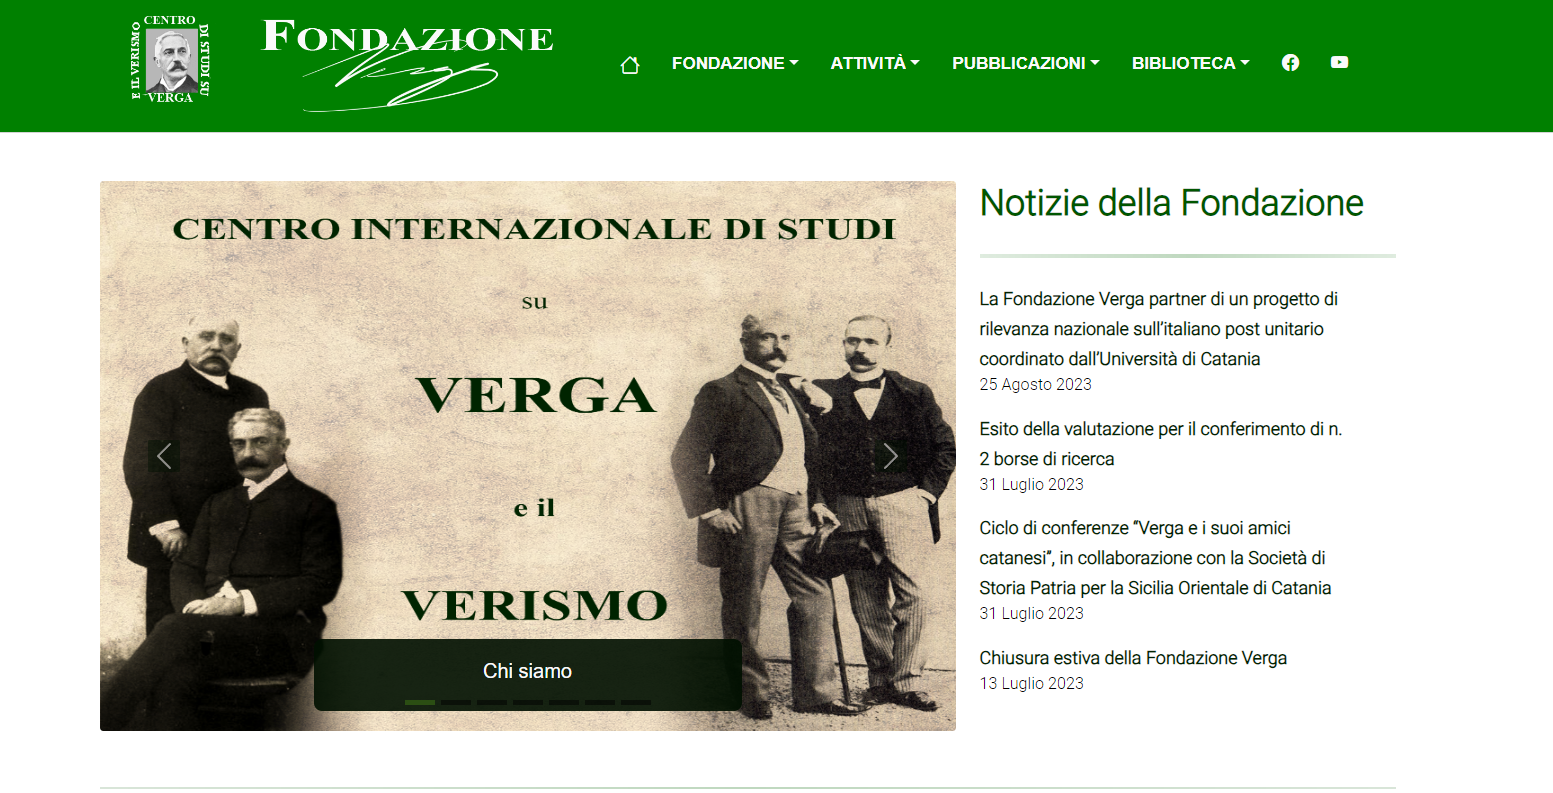 CENTRO
DI STUDI SU
VERGA
E IL VERISMO
FONDAZIONE
Verga
FONDAZIONE
ATTIVITÀ
PUBBLICAZIONI
BIBLIOTECA
CENTRO INTERNAZIONALE DI STUDI
su
VERGA
e il
VERISMO
Chi siamo
Notizie della Fondazione
La Fondazione Verga partner di un progetto di
rilevanza nazionale sull’italiano post unitario
coordinato dall’Università di Catania
25 Agosto 2023
Esito della valutazione per il conferimento di n.
2 borse di ricerca
31 Luglio 2023
Ciclo di conferenze “Verga e i suoi amici
catanesi”, in collaborazione con la Società di
Storia Patria per la Sicilia Orientale di Catania
31 Luglio 2023
Chiusura estiva della Fondazione Verga
13 Luglio 2023